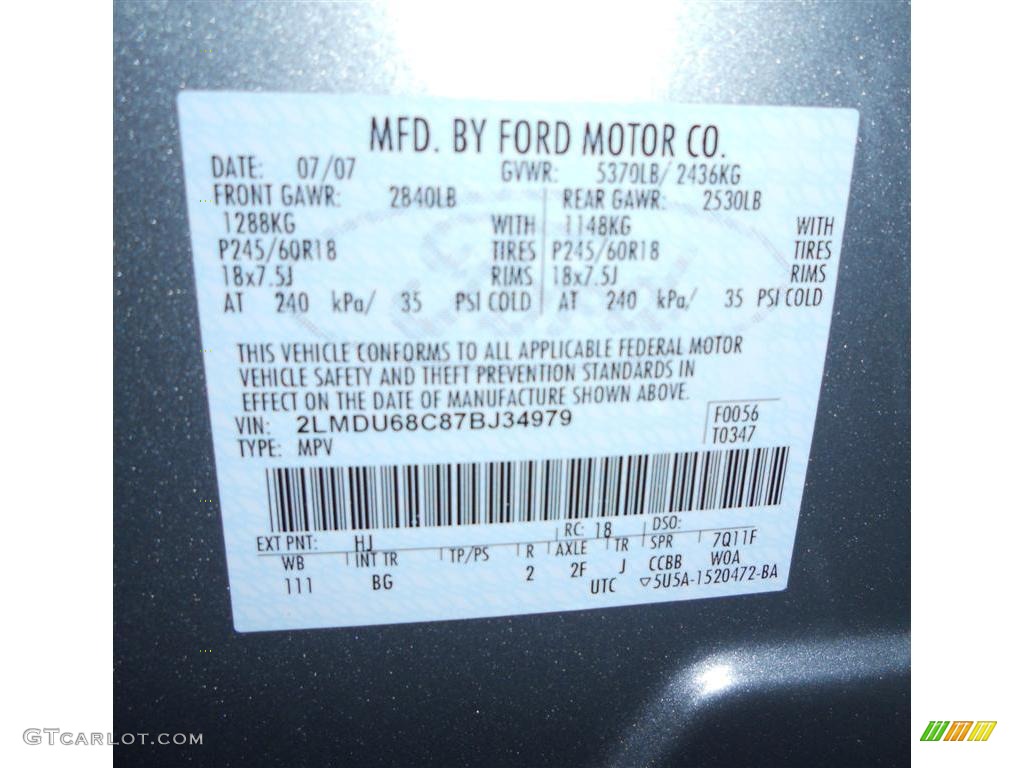 MFD. BY FORD MOTOR CO.
DATE: 07/07 GVWR: 5370LB/ 2436KG
FRONT GAWR: 2840LB REAR GAWR: 2530LB
1288KG WITH 1148KG WITH
P245/60R18 TIRES P245/60R18 TIRES
18x7.5J RIMS 18x7.5J RIMS
AT 240 kPa/ 35 PSI COLD AT 240 kPa/ 35 PSI COLD
THIS VEHICLE CONFORMS TO ALL APPLICABLE FEDERAL MOTOR
VEHICLE SAFETY AND THEFT PREVENTION STANDARDS IN
EFFECT ON THE DATE OF MANUFACTURE SHOWN ABOVE.
VIN: 2LMDU68C87BJ34979 F0056
TYPE: MPV T0347
EXT PNT: HJ RC: 18 DSO:
WB INT TR TP/PS R AXLE TR SPR 7Q11F
111 BG 2 2F J CCBB W0A
UTC ▽5U5A-1520472-BA
GTCarlot.com